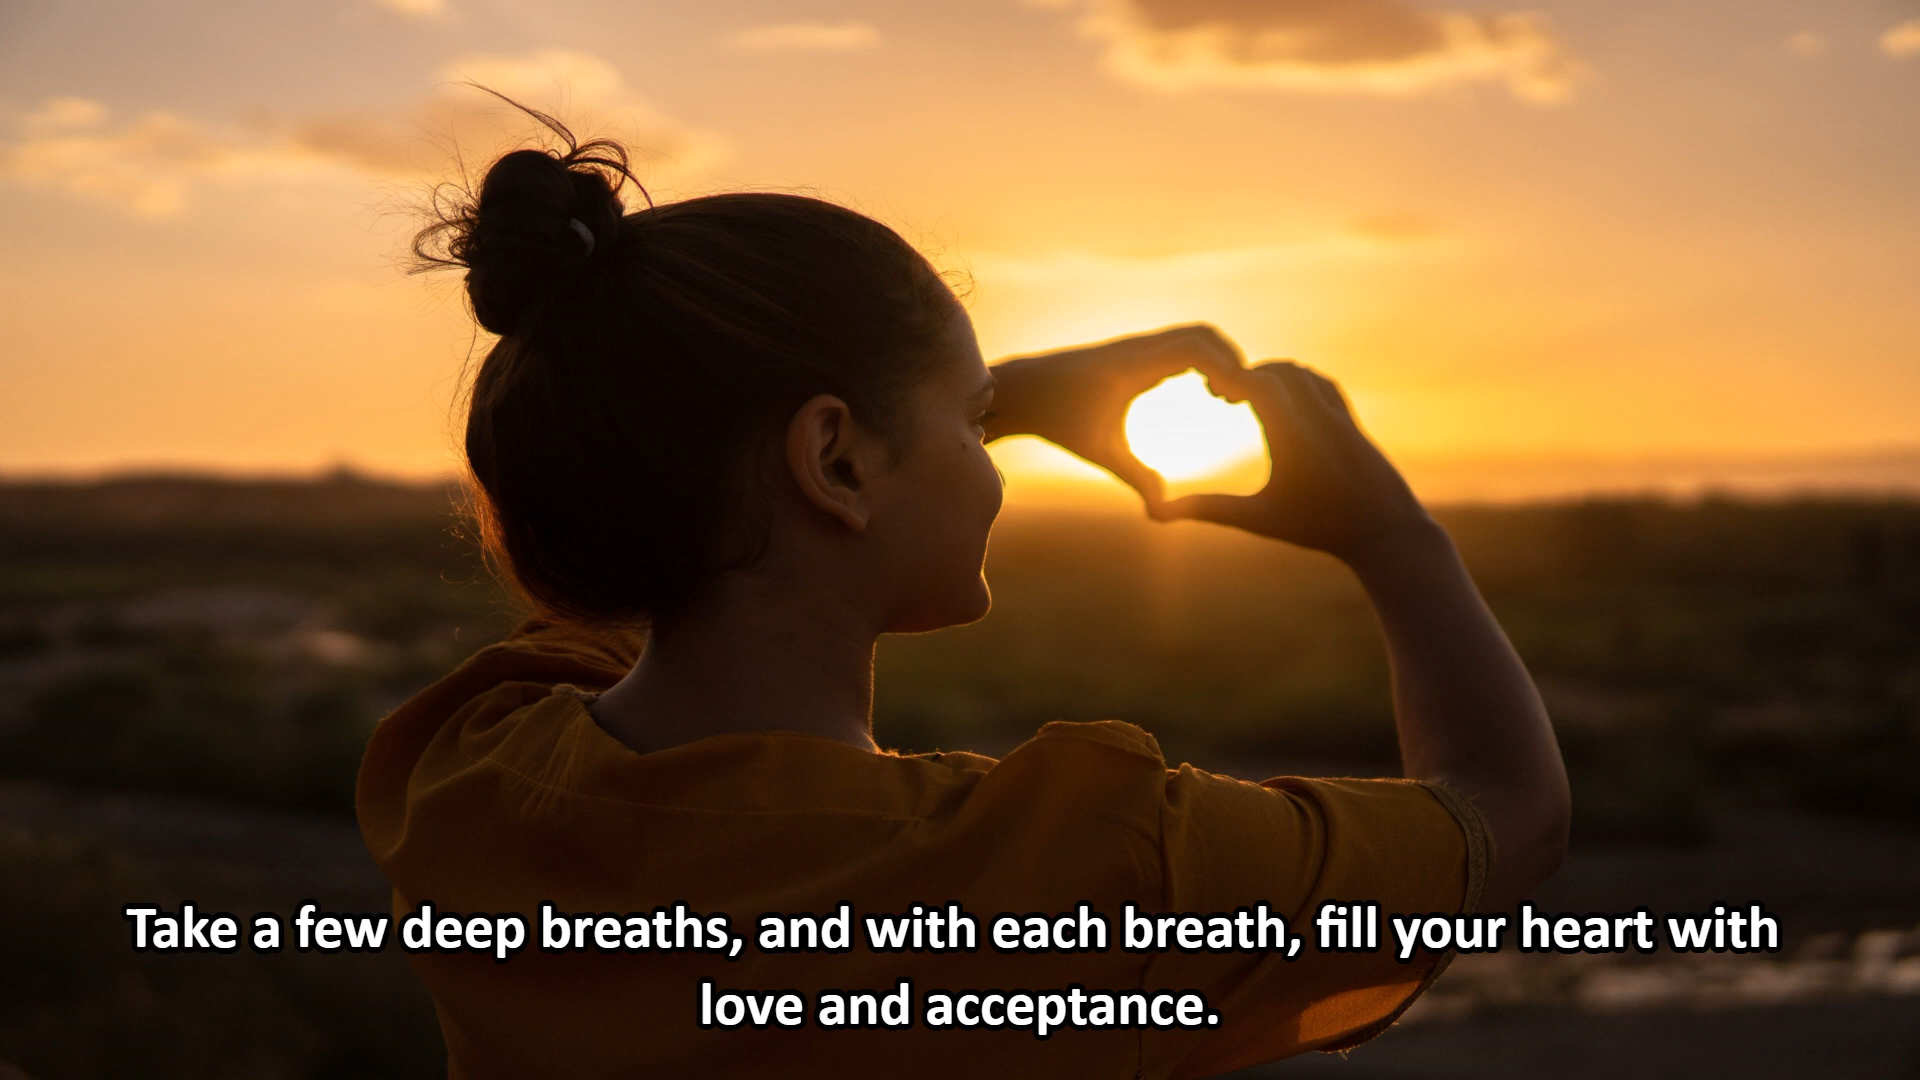 Take a few deep breaths, and with each breath, fill your heart with
love and acceptance.